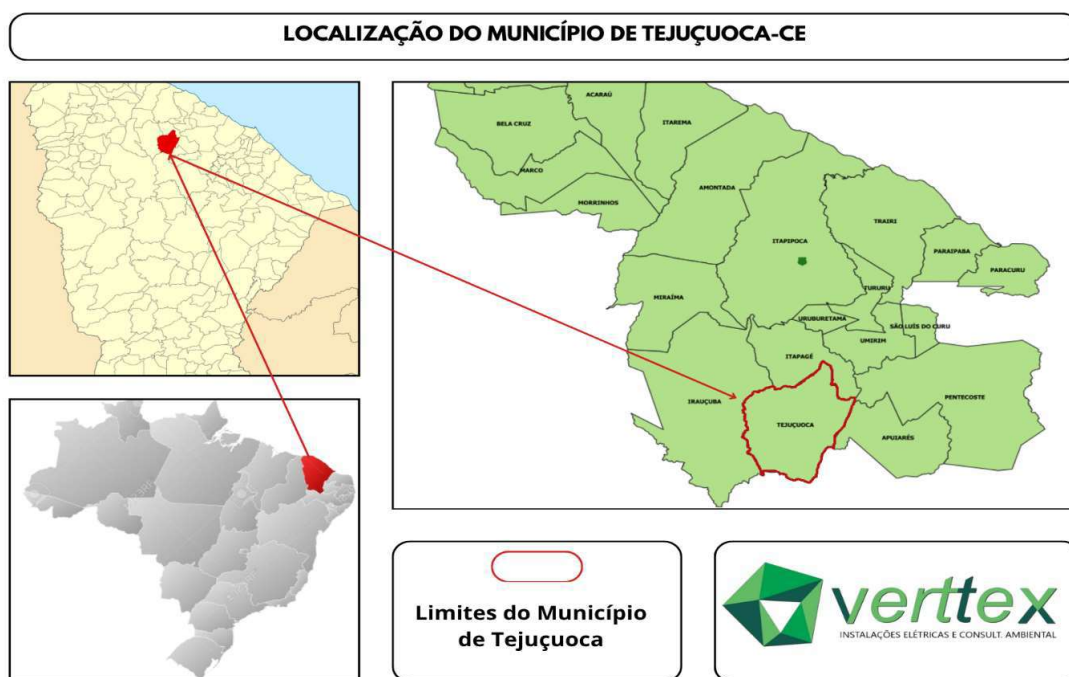 LOCALIZAÇÃO DO MUNICÍPIO DE TEJUÇUOCA-CE
ACARAÚ
BELA CRUZ
ITAREMA
MARCO
AMONTADA
MORRINHOS
TRAIRI
ITAPIPOCA
PARAIPABA
PARACURU
TURURU
MIRAÍMA
URUBURETAMA
SÃO LUÍS DO CURU
UMIRIM
ITAPAGÉ
IRAUÇUBA
PENTECOSTE
TEJUÇUOCA
APUIARÉS
Limites do Município
de Tejuçuoca
verttex
INSTALAÇÕES ELÉTRICAS E CONSULT. AMBIENTAL